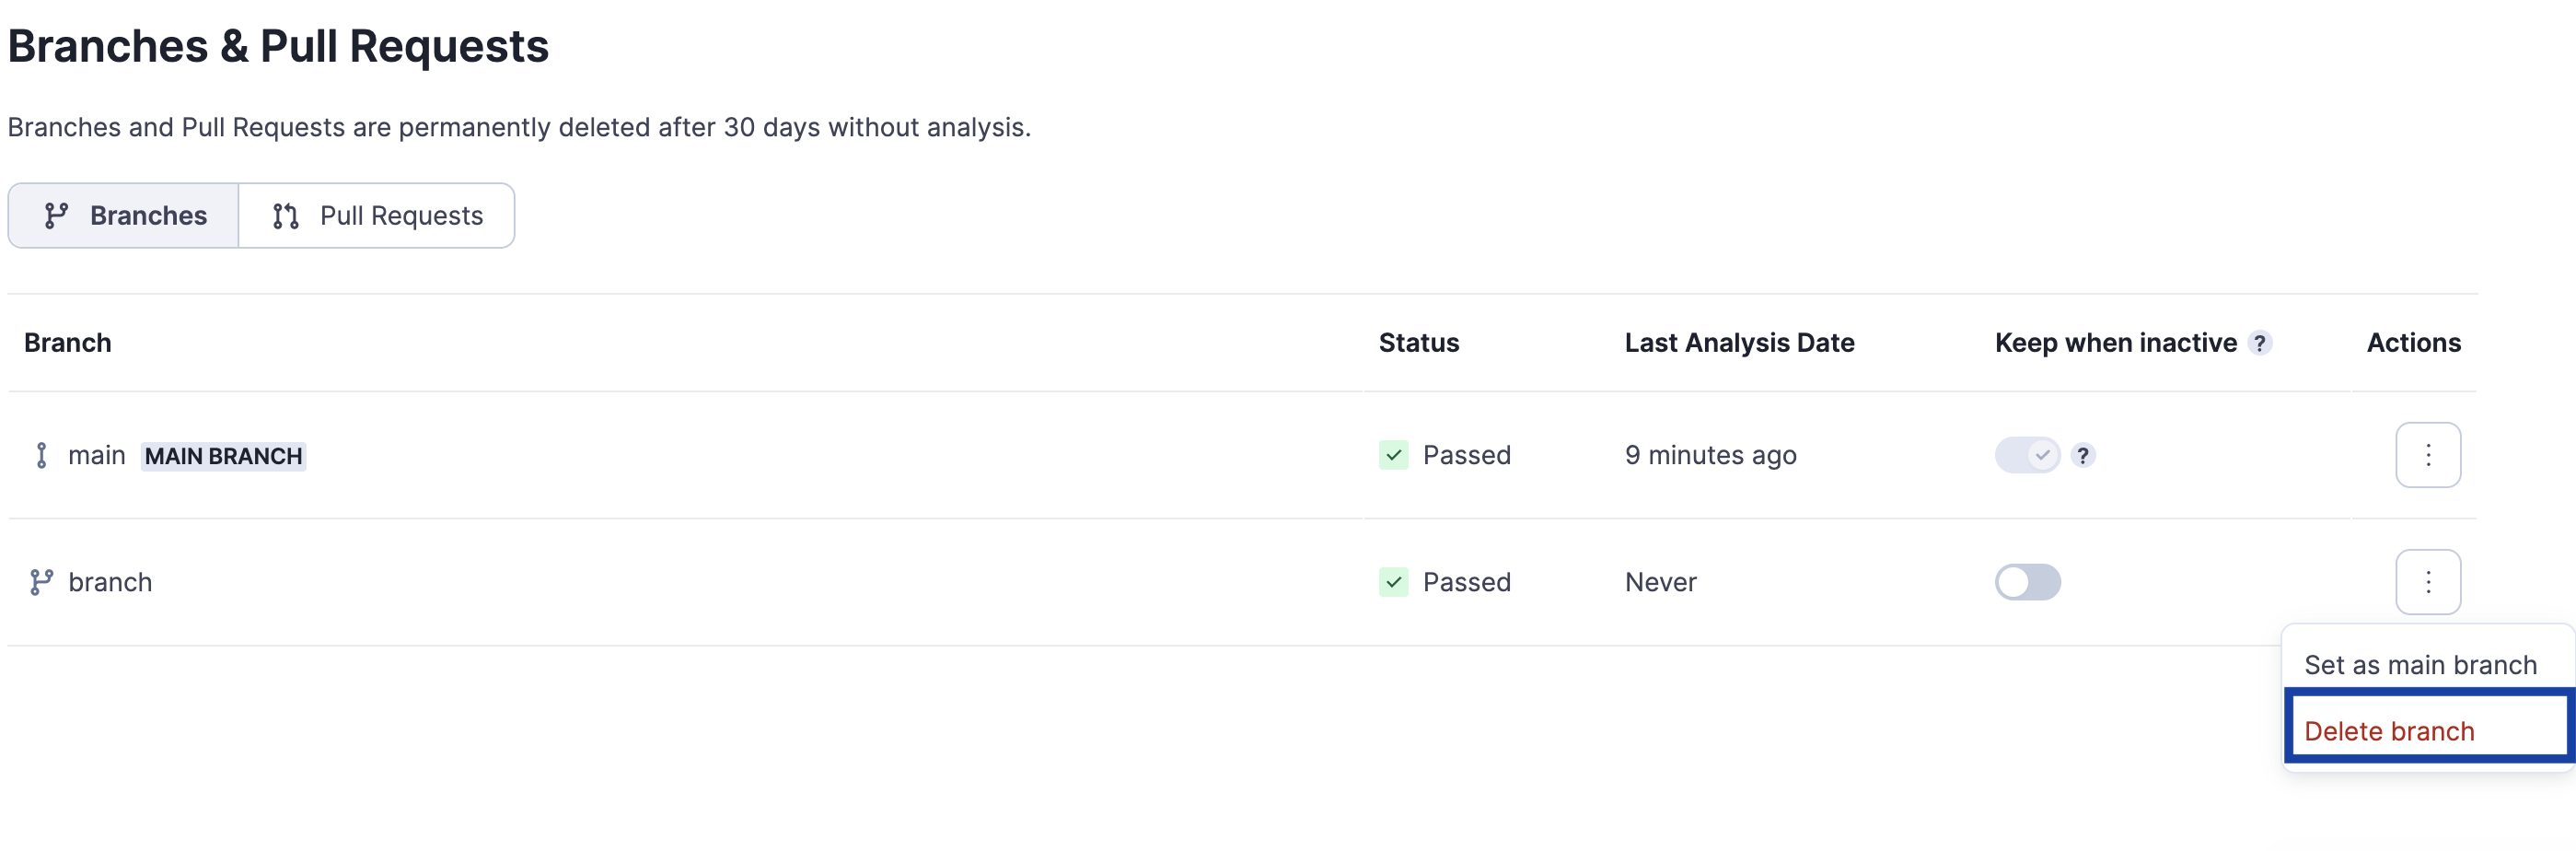 Branches & Pull Requests
Branches and Pull Requests are permanently deleted after 30 days without analysis.
Branches Pull Requests
Branch Status Last Analysis Date Keep when inactive ? Actions
main MAIN BRANCH Passed 9 minutes ago ?
branch Passed Never
Set as main branch
Delete branch